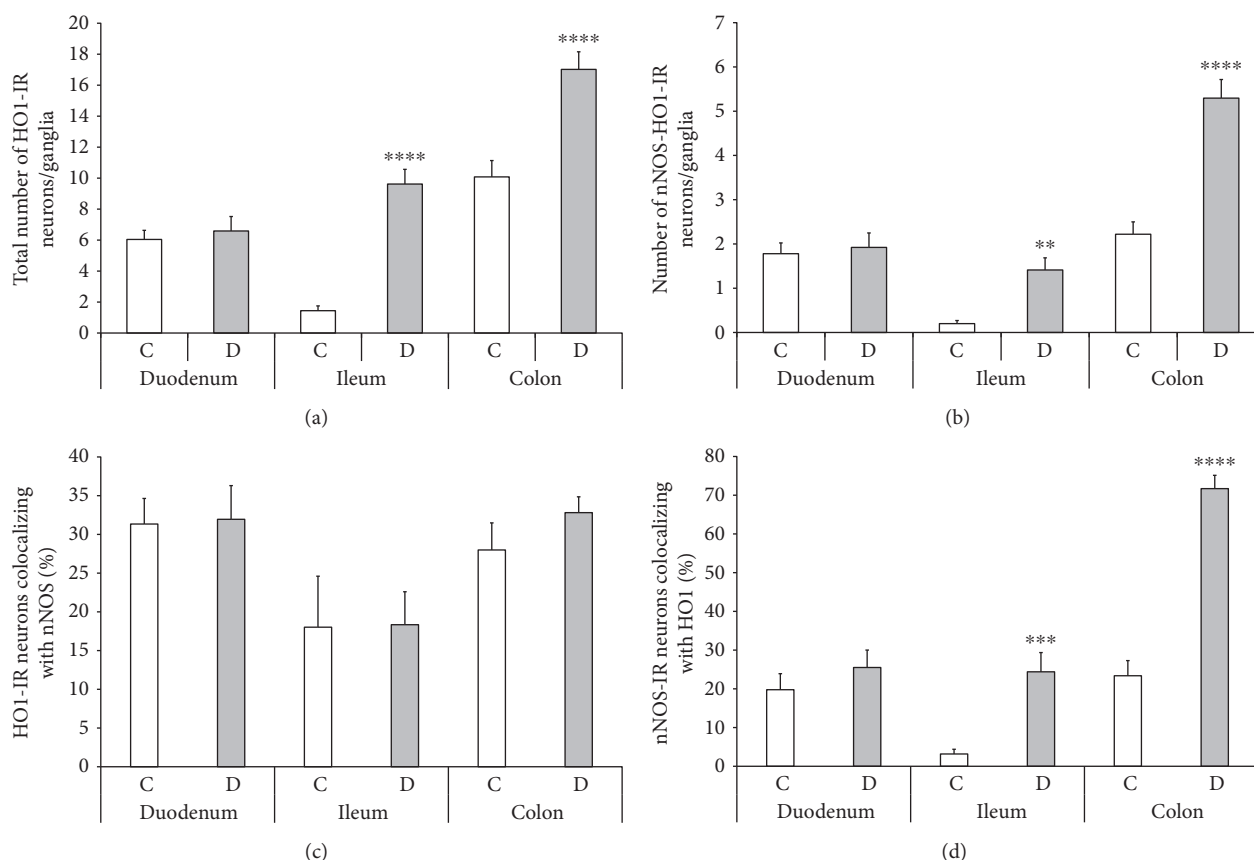 Total number of HO1-IR
neurons/ganglia
20
18
16
14
12
10
8
6
4
2
0
****
****
C
D
C
D
C
D
Duodenum
Ileum
Colon
(a)
Number of nNOS-HO1-IR
neurons/ganglia
7
6
5
4
3
2
1
0
**
****
C
D
C
D
C
D
Duodenum
Ileum
Colon
(b)
HO1-IR neurons colocalizing
with nNOS (%)
40
35
30
25
20
15
10
5
0
C
D
C
D
C
D
Duodenum
Ileum
Colon
(c)
nNOS-IR neurons colocalizing
with HO1 (%)
80
70
60
50
40
30
20
10
0
***
****
C
D
C
D
C
D
Duodenum
Ileum
Colon
(d)